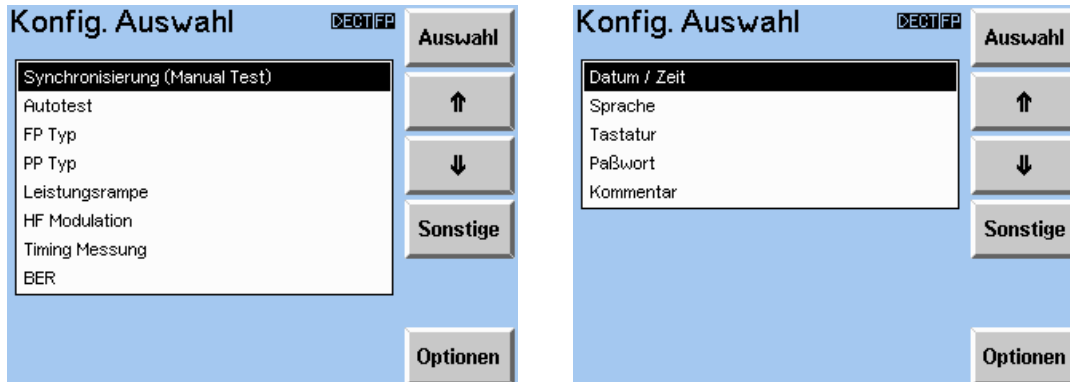 Konfig. Auswahl DECT FP
Auswahl
Synchronisierung (Manual Test)
Autotest
FP Typ
PP Typ
Leistungsrampe
HF Modulation
Timing Messung
BER
Sonstige
Optionen
Konfig. Auswahl DECT FP
Auswahl
Datum / Zeit
Sprache
Tastatur
Paßwort
Kommentar
Sonstige
Optionen